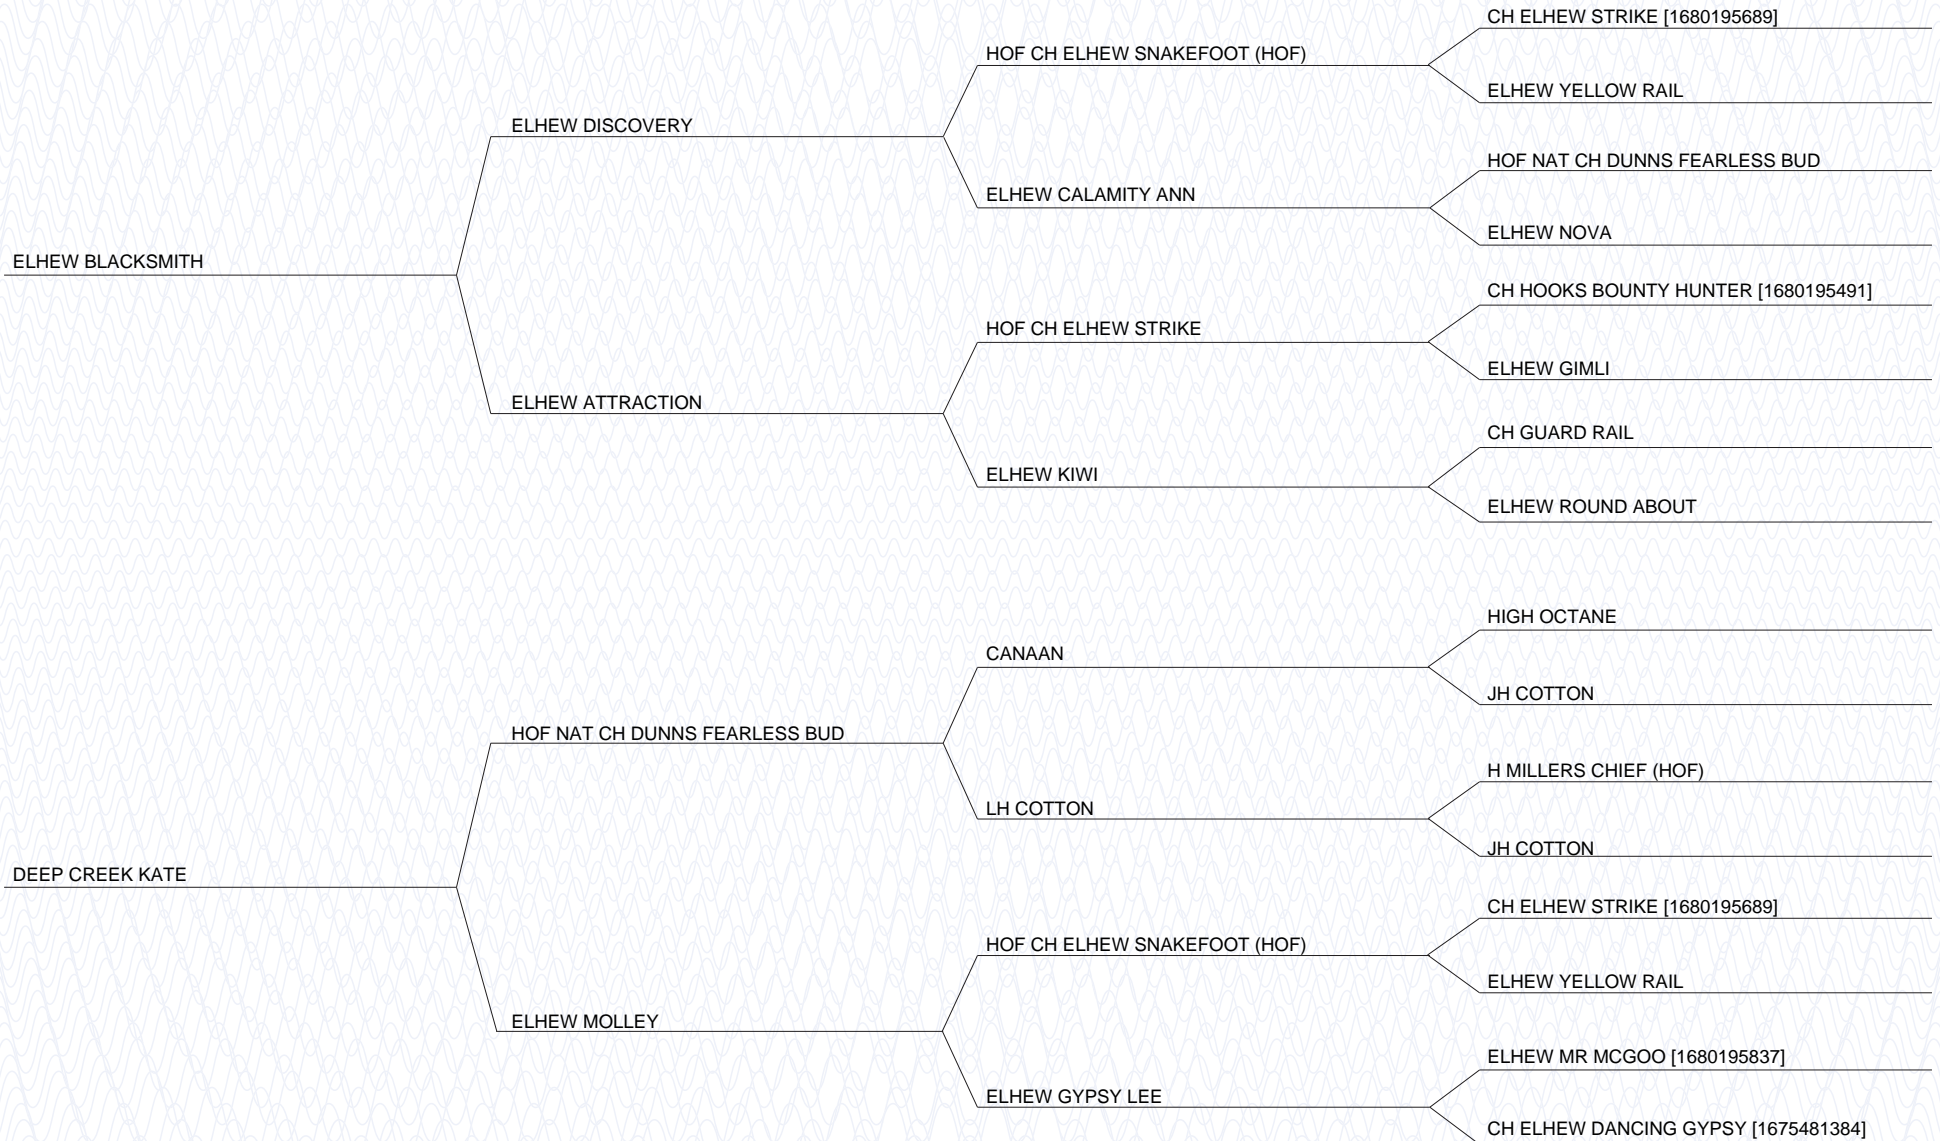 CH ELHEW STRIKE [1680195689]
HOF CH ELHEW SNAKEFOOT (HOF)
ELHEW YELLOW RAIL
ELHEW DISCOVERY
HOF NAT CH DUNNS FEARLESS BUD
ELHEW CALAMITY ANN
ELHEW NOVA
ELHEW BLACKSMITH
CH HOOKS BOUNTY HUNTER [1680195491]
HOF CH ELHEW STRIKE
ELHEW GIMLI
ELHEW ATTRACTION
CH GUARD RAIL
ELHEW KIWI
ELHEW ROUND ABOUT
HIGH OCTANE
CANAAN
JH COTTON
HOF NAT CH DUNNS FEARLESS BUD
H MILLERS CHIEF (HOF)
LH COTTON
JH COTTON
DEEP CREEK KATE
CH ELHEW STRIKE [1680195689]
HOF CH ELHEW SNAKEFOOT (HOF)
ELHEW YELLOW RAIL
ELHEW MOLLEY
ELHEW MR MCGOO [1680195837]
ELHEW GYPSY LEE
CH ELHEW DANCING GYPSY [1675481384]